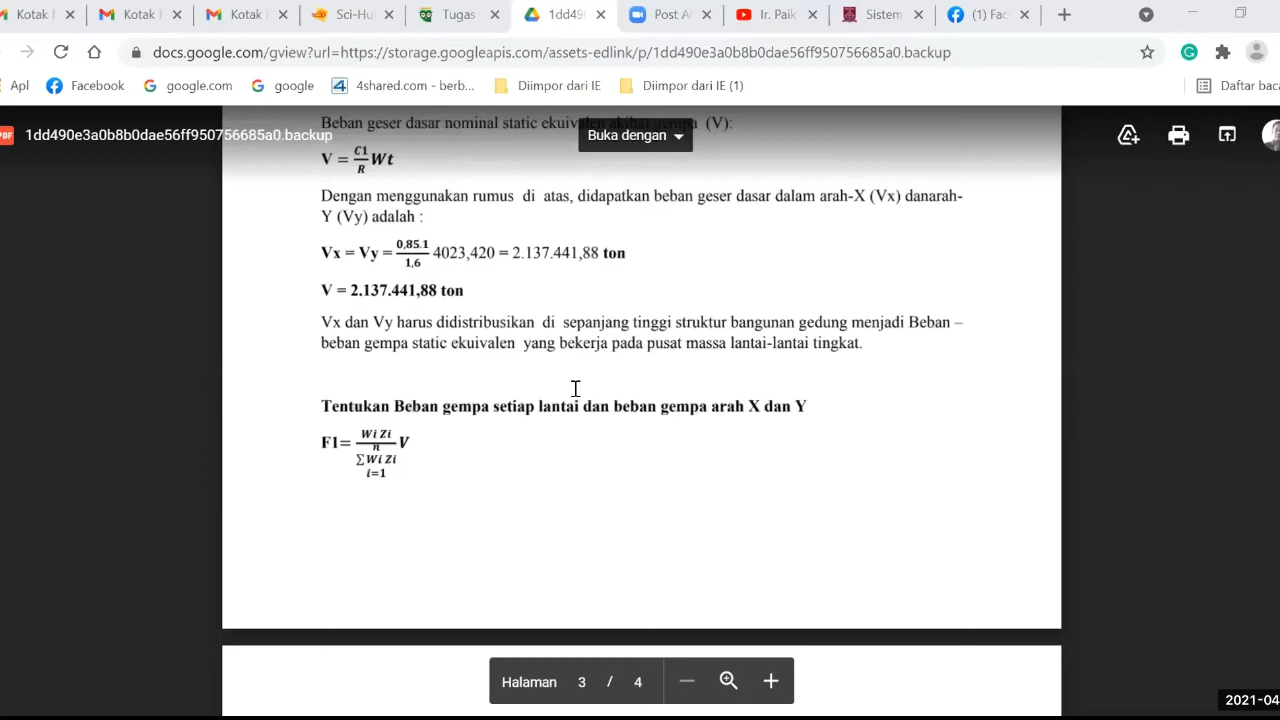 Kotak I
Kotak I
Kotak I
Sci-Hu
Tugas
1dd49
Post A
Ir. Paik
Sistem
(1) Fac
docs.google.com/gview?url=https://storage.googleapis.com/assets-edlink/p/1dd490e3a0b8b0dae56ff950756685a0.backup
Apl
Facebook
google.com
google
4shared.com - berb...
Diimpor dari IE
Diimpor dari IE (1)
Daftar baca
PDF
1dd490e3a0b8b0dae56ff950756685a0.backup
Buka dengan
Beban geser dasar nominal static ekuivalen akibat gempa (V):
V = C1/R Wt
Dengan menggunakan rumus di atas, didapatkan beban geser dasar dalam arah-X (Vx) danarah-
Y (Vy) adalah :
Vx = Vy = 0,85.1/1,6 4023,420 = 2.137.441,88 ton
V = 2.137.441,88 ton
Vx dan Vy harus didistribusikan di sepanjang tinggi struktur bangunan gedung menjadi Beban –
beban gempa static ekuivalen yang bekerja pada pusat massa lantai-lantai tingkat.
Tentukan Beban gempa setiap lantai dan beban gempa arah X dan Y
F1= Wi Zi V
n
∑Wi Zi
i=1
Halaman 3 / 4
2021-04